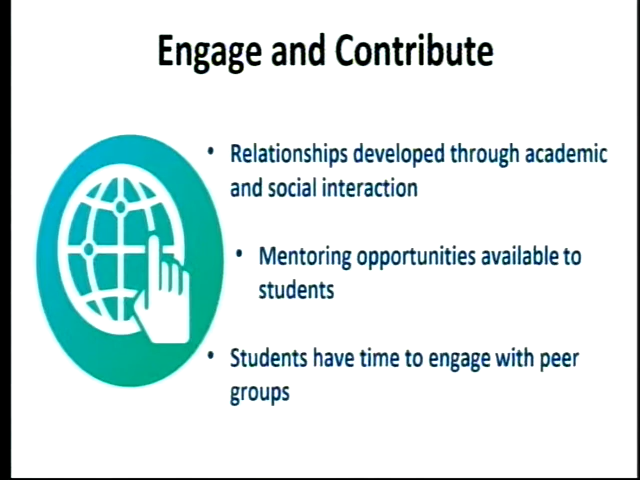 Engage and Contribute
• Relationships developed through academic
and social interaction
• Mentoring opportunities available to
students
• Students have time to engage with peer
groups